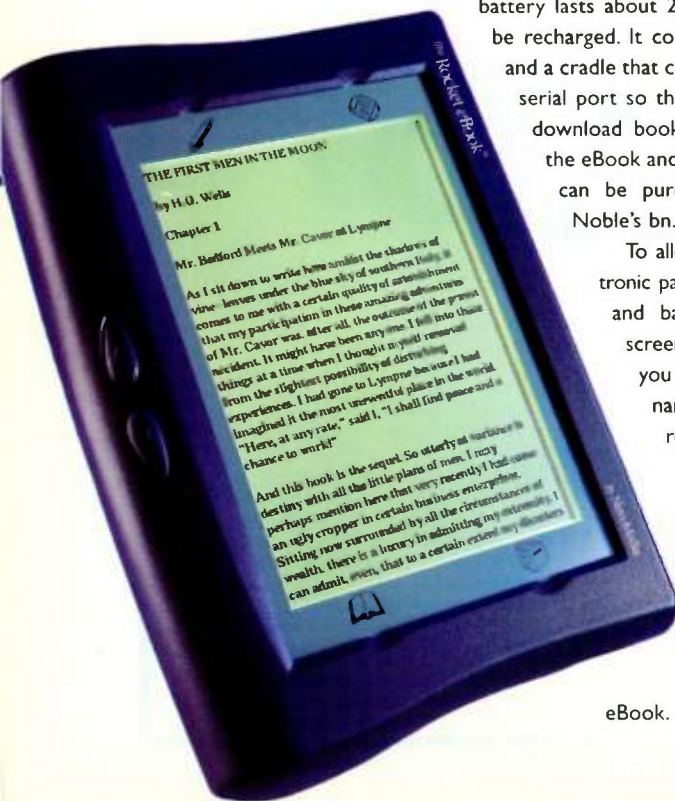 battery lasts about 2
be recharged. It co
and a cradle that c
serial port so th
download book
the eBook and
can be pur
Noble's bn.
To all
tronic pa
and ba
screen
you
nar
r
eBook.
the Rocket eBook
THE FIRST MEN IN THE MOON
by H. G. Wells
Chapter 1
Mr. Bedford Meets Mr. Cavor at Lympne
As I sit down to write here amidst the shadows of
vine-leaves under the blue sky of southern Italy, it
comes to me with a certain quality of astonishment
that my participation in these amazing adventures
of Mr. Cavor was, after all, the outcome of the purest
accident. It might have been any one. I fell into these
things at a time when I thought myself removed
from the slightest possibility of disturbing
experiences. I had gone to Lympne because I had
imagined it the most uneventful place in the world.
"Here, at any rate," said I, "I shall find peace and a
chance to work!"
And this book is the sequel. So utterly at variance is
destiny with all the little plans of men. I may
perhaps mention here that very recently I had come
an ugly cropper in certain business enterprises.
Sitting now surrounded by all the circumstances of
wealth, there is a luxury in admitting my extremity. I
can admit, even, that to a certain extent my disasters
NuvoMedia